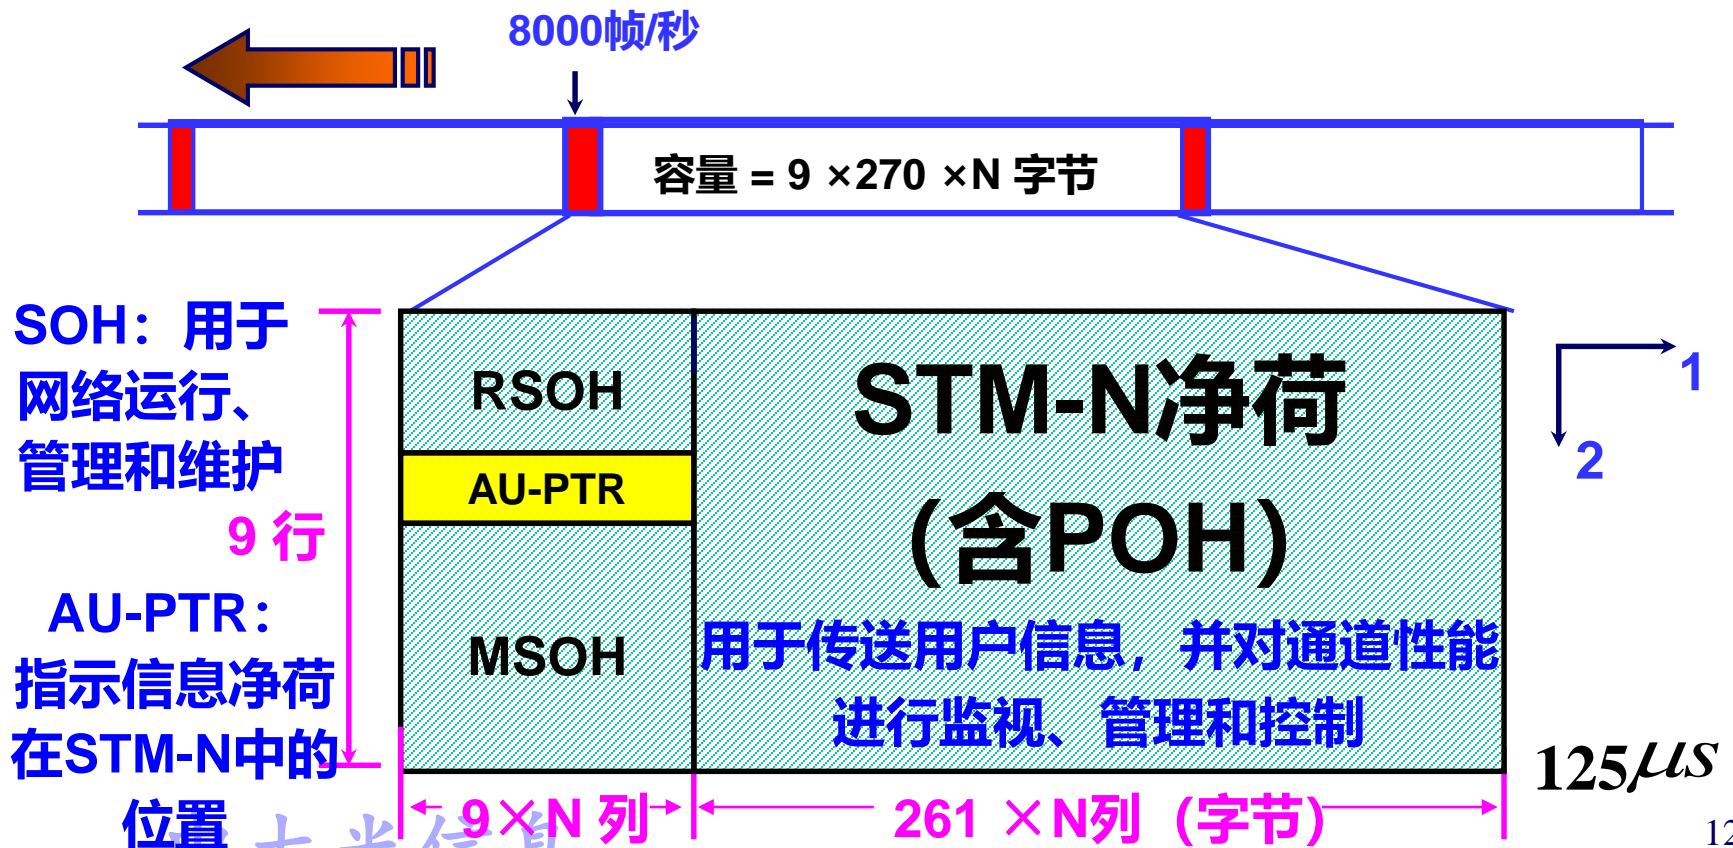 8000帧/秒
容量 = 9 ×270 ×N 字节
SOH：用于
网络运行、
管理和维护
9 行
AU-PTR：
指示信息净荷
在STM-N中的
位置
RSOH
AU-PTR
MSOH
STM-N净荷
(含POH)
用于传送用户信息，并对通道性能
进行监视、管理和控制
1
2
125μs
9×N 列
261 ×N列（字节）
12